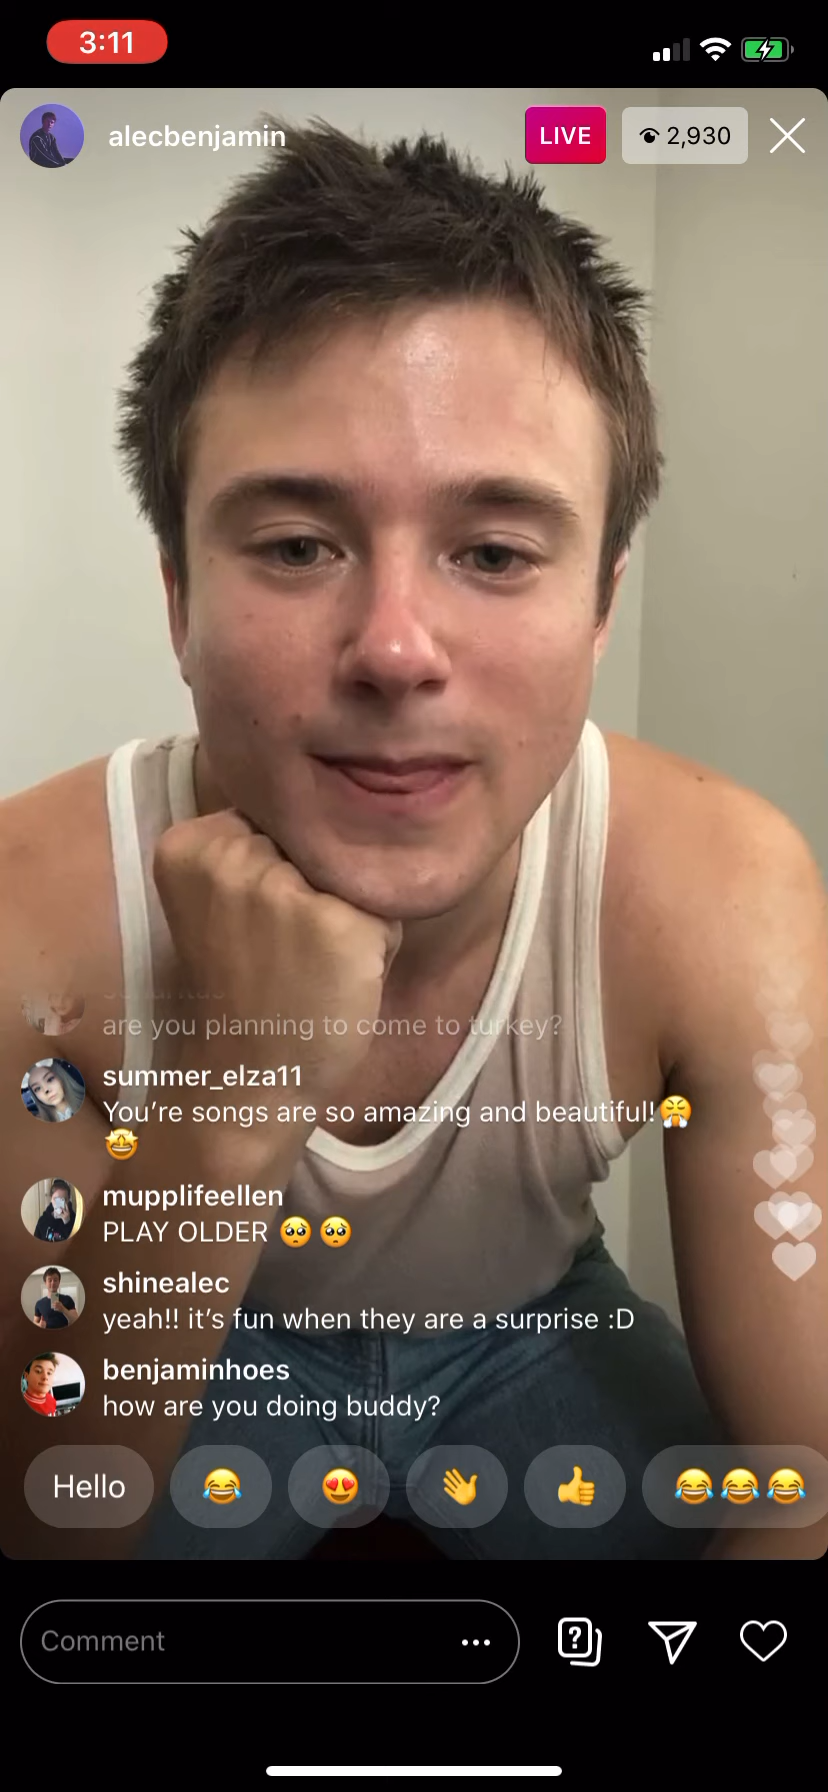 3:11
alecbenjamin
LIVE
2,930
are you planning to come to turkey?
summer_elza11
You’re songs are so amazing and beautiful!😤
🤩
mupplifeellen
PLAY OLDER 🥺 🥺
shinealec
yeah!! it’s fun when they are a surprise :D
benjaminhoes
how are you doing buddy?
Hello 😂 😍 👋 👍 😂 😂 😂
Comment